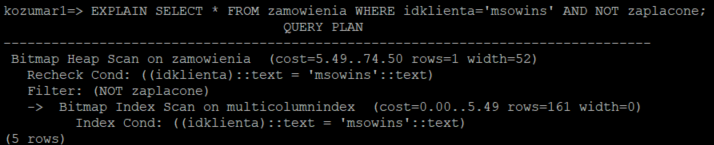 kozumar1=> EXPLAIN SELECT * FROM zamowienia WHERE idklienta='msowins' AND NOT zaplacone;
                                   QUERY PLAN
---------------------------------------------------------------------------------
 Bitmap Heap Scan on zamowienia  (cost=5.49..74.50 rows=1 width=52)
   Recheck Cond: ((idklienta)::text = 'msowins'::text)
   Filter: (NOT zaplacone)
   ->  Bitmap Index Scan on multicolumnindex  (cost=0.00..5.49 rows=161 width=0)
         Index Cond: ((idklienta)::text = 'msowins'::text)
(5 rows)